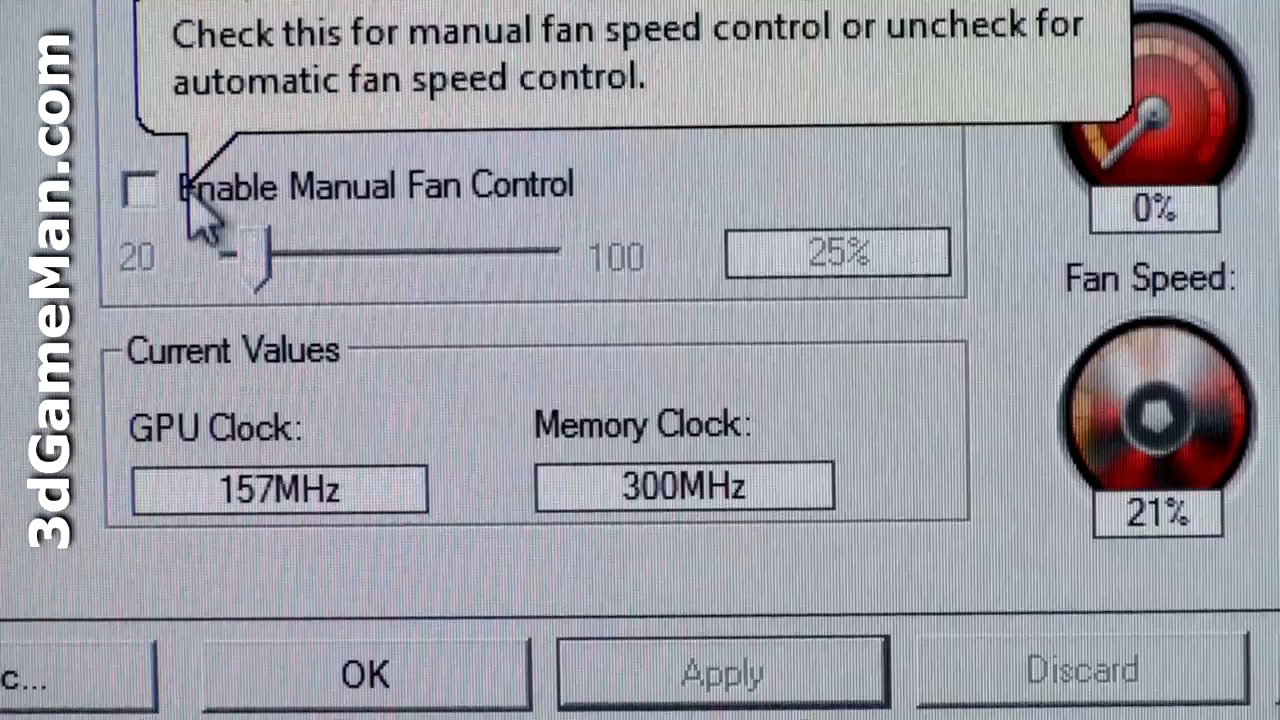 Check this for manual fan speed control or uncheck for
automatic fan speed control.
Enable Manual Fan Control
20
100
25%
0%
Fan Speed:
21%
Current Values
GPU Clock:
Memory Clock:
157MHz
300MHz
c...
OK
Apply
Discard
3dGameMan.com